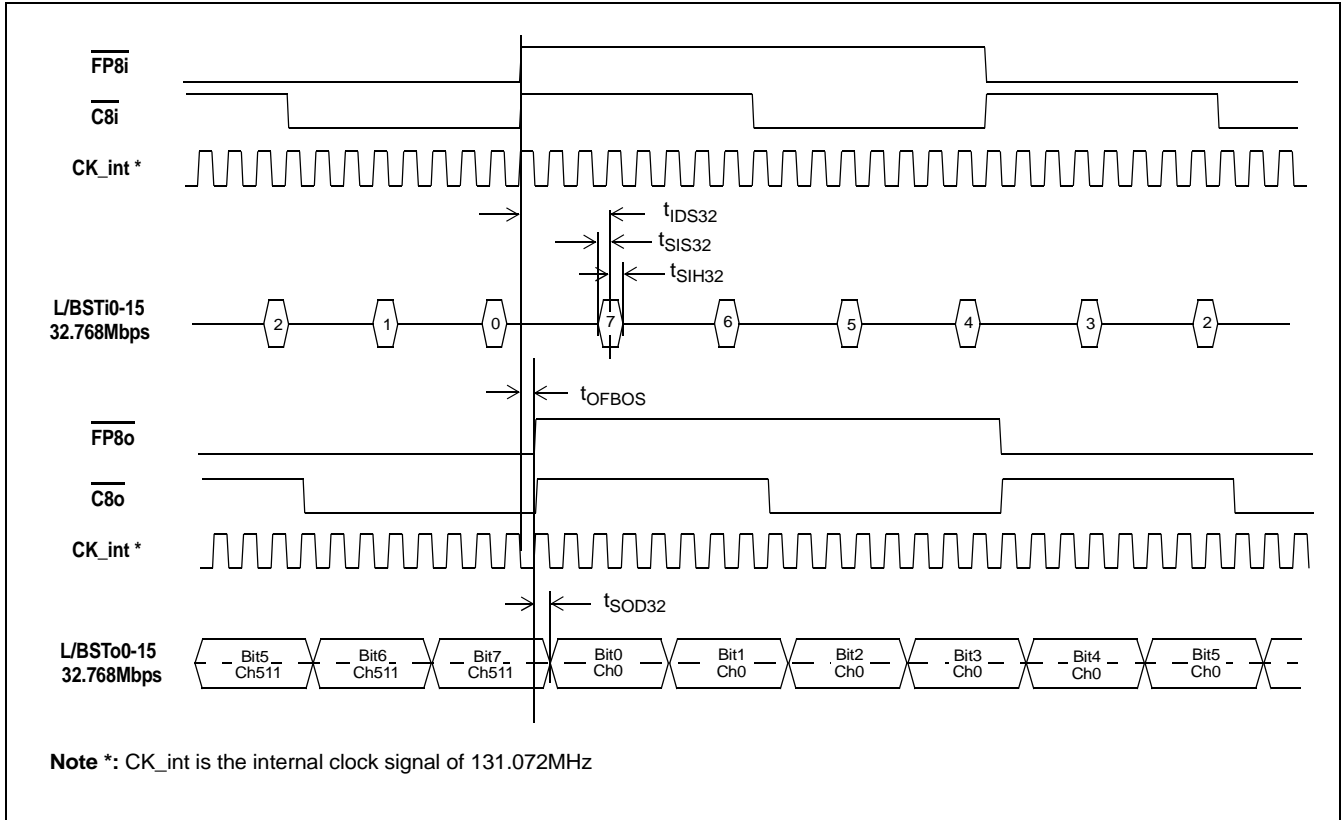 FP8i
C8i
CK_int *
tIDS32
tSIS32
tSIH32
L/BSTi0-15
32.768Mbps
2 1 0 7 6 5 4 3 2
tOFBOS
FP8o
C8o
CK_int *
tSOD32
L/BSTo0-15
32.768Mbps
Bit5 Bit6 Bit7 Bit0 Bit1 Bit2 Bit3 Bit4 Bit5
Ch511 Ch511 Ch511 Ch0 Ch0 Ch0 Ch0 Ch0 Ch0
Note *: CK_int is the internal clock signal of 131.072MHz